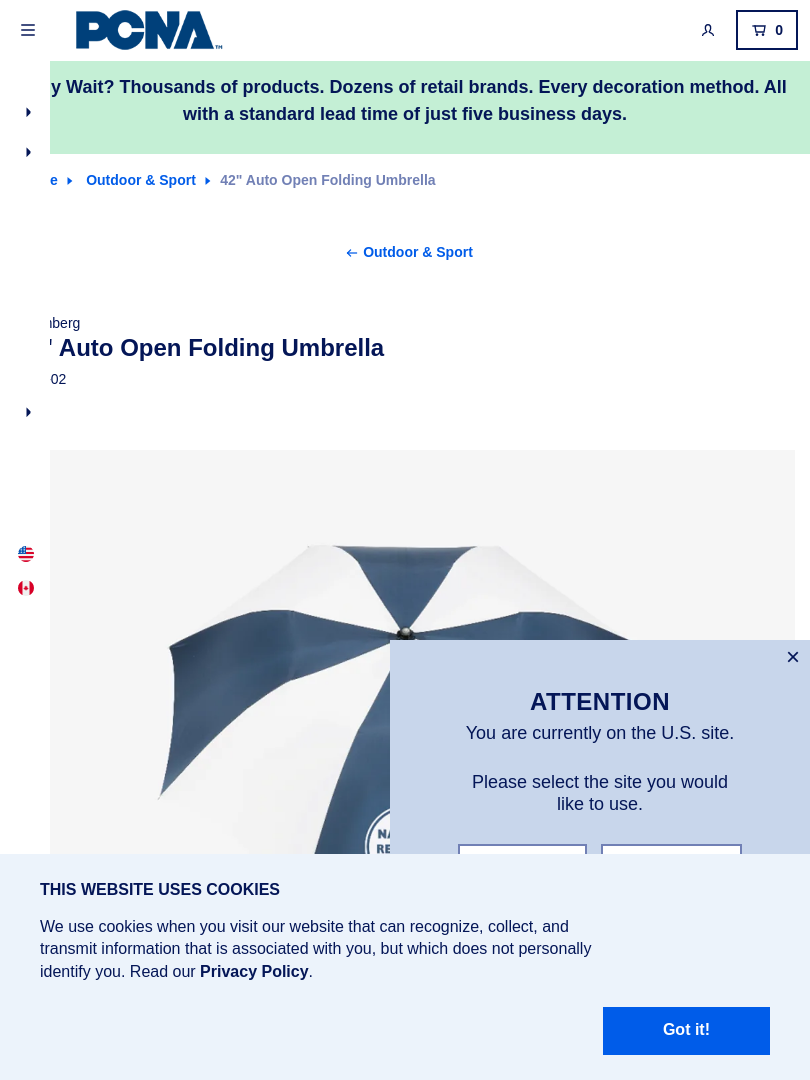 PCNA™
0
y Wait? Thousands of products. Dozens of retail brands. Every decoration method. All
with a standard lead time of just five business days.
e Outdoor & Sport 42" Auto Open Folding Umbrella
Outdoor & Sport
berg
" Auto Open Folding Umbrella
02
ATTENTION
You are currently on the U.S. site.
Please select the site you would
like to use.
NA
RE
THIS WEBSITE USES COOKIES
We use cookies when you visit our website that can recognize, collect, and
transmit information that is associated with you, but which does not personally
identify you. Read our Privacy Policy.
Got it!